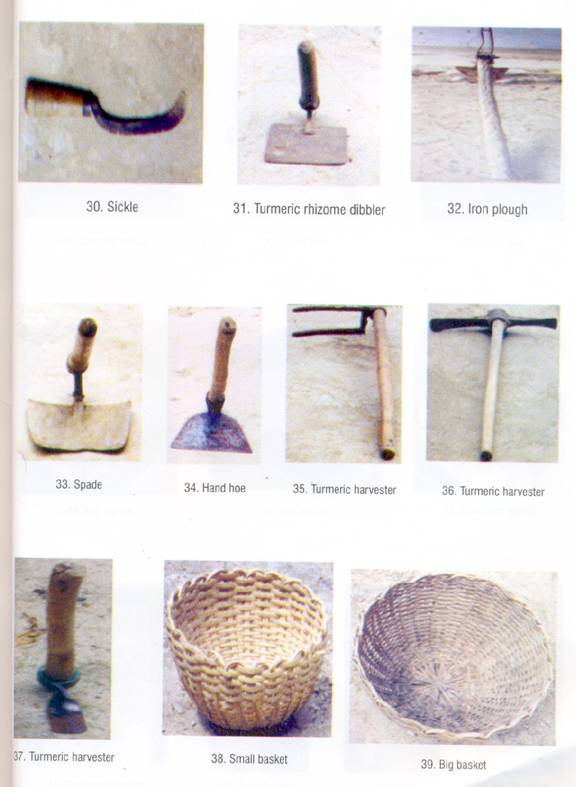 30. Sickle
31. Turmeric rhizome dibbler
32. Iron plough
33. Spade
34. Hand hoe
35. Turmeric harvester
36. Turmeric harvester
37. Turmeric harvester
38. Small basket
39. Big basket